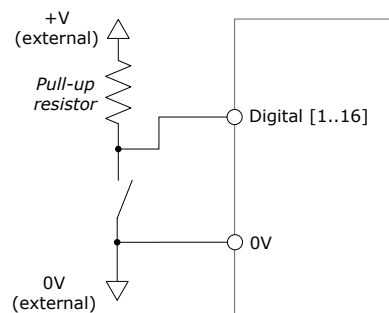 +V
(external)
Pull-up
resistor
Digital [1..16]
0V
0V
(external)